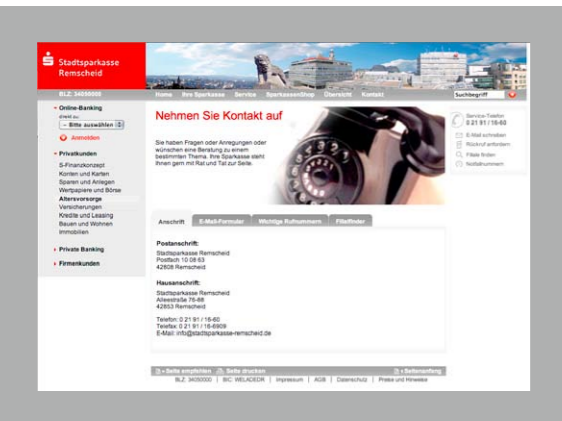 Stadtsparkasse
Remscheid
BLZ: 34050000
Home Ihre Sparkasse Service SparkassenShop Übersicht Kontakt
Suchbegriff
Online-Banking
direkt zu:
-- Bitte auswählen
Anmelden
Privatkunden
S-Finanzkonzept
Konten und Karten
Sparen und Anlegen
Wertpapiere und Börse
Altersvorsorge
Versicherungen
Kredite und Leasing
Bauen und Wohnen
Immobilien
Private Banking
Firmenkunden
Nehmen Sie Kontakt auf
Sie haben Fragen oder Anregungen oder
wünschen eine Beratung zu einem
bestimmten Thema. Ihre Sparkasse steht
Ihnen gern mit Rat und Tat zur Seite.
Service-Telefon
0 21 91 / 16-60
E-Mail schreiben
Rückruf anfordern
Filiale finden
Notfallnummern
Anschrift E-Mail-Formular Wichtige Rufnummern Filialfinder
Postanschrift:
Stadtsparkasse Remscheid
Postfach 10 08 63
42808 Remscheid
Hausanschrift:
Stadtsparkasse Remscheid
Alleestraße 76-88
42853 Remscheid
Telefon: 0 21 91 / 16-60
Telefax: 0 21 91 / 16-6909
E-Mail: info@stadtsparkasse-remscheid.de
Seite empfehlen Seite drucken Seitenanfang
BLZ: 34050000 | BIC: WELADEDR | Impressum | AGB | Datenschutz | Preise und Hinweise